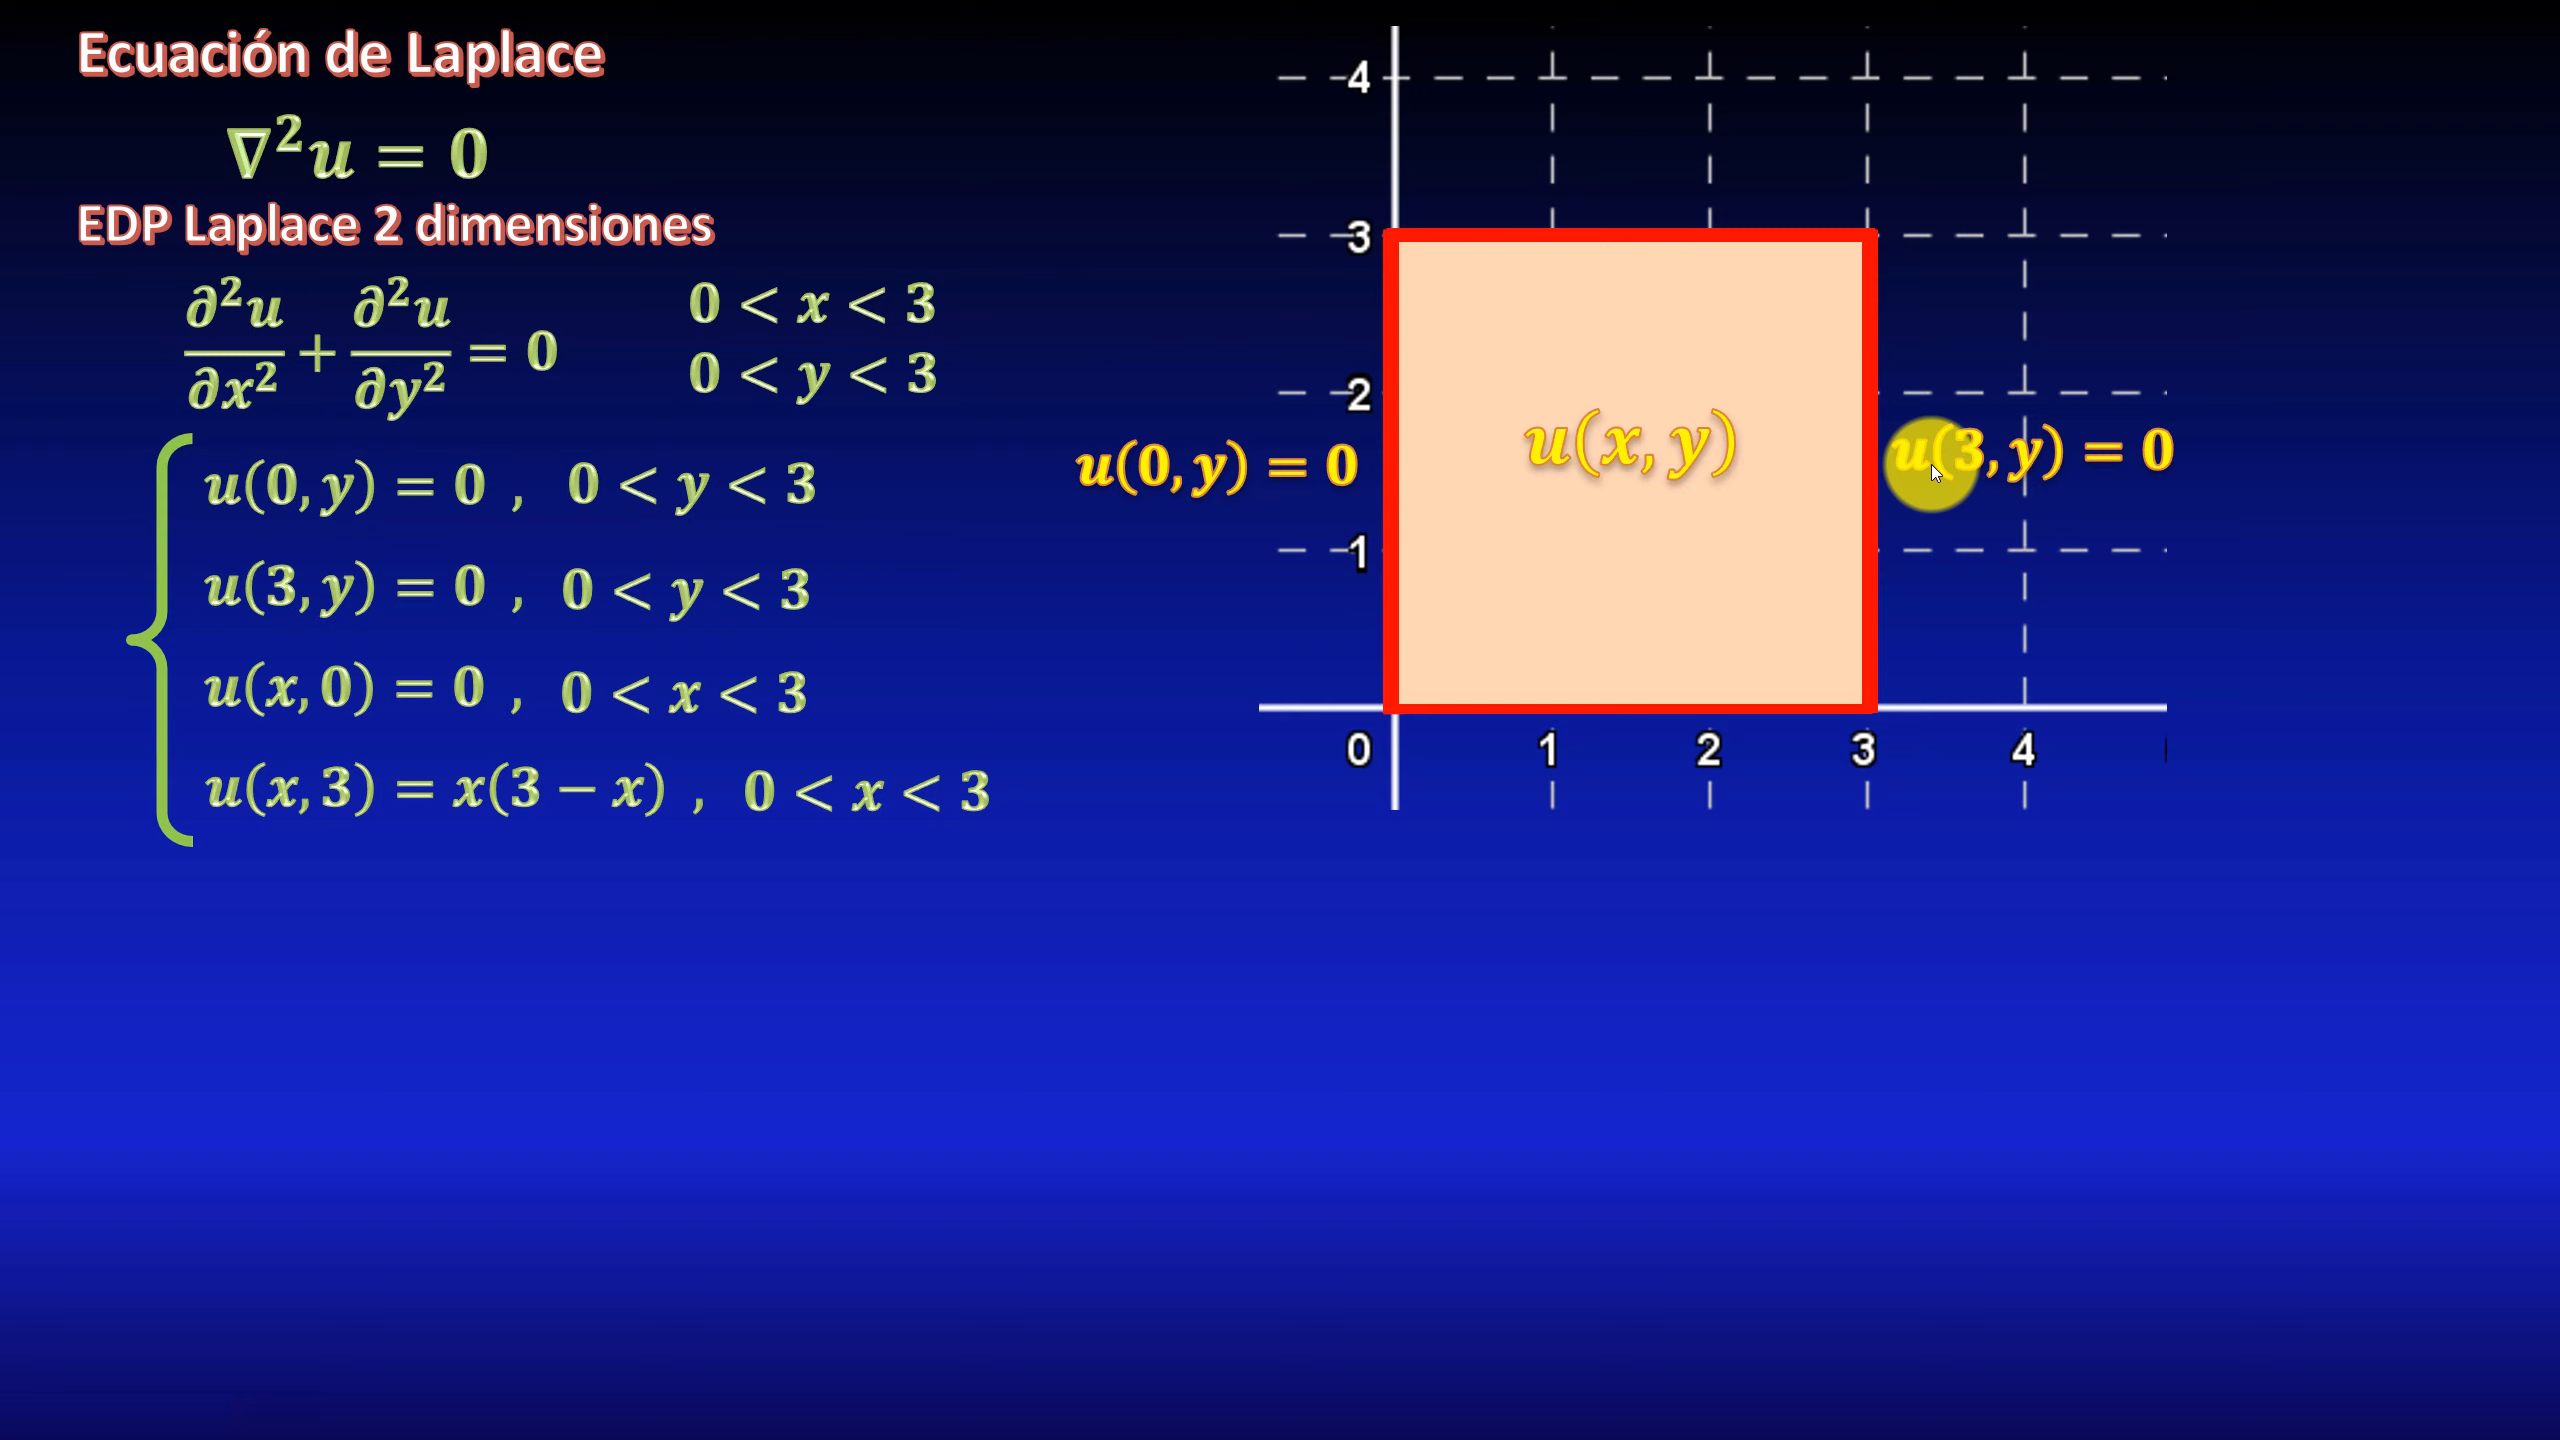 Ecuación de Laplace
∇²u = 0
EDP Laplace 2 dimensiones
∂²u/∂x² + ∂²u/∂y² = 0
0 < x < 3
0 < y < 3
u(0, y) = 0 , 0 < y < 3
u(3, y) = 0 , 0 < y < 3
u(x, 0) = 0 , 0 < x < 3
u(x, 3) = x(3 − x) , 0 < x < 3
4
3
2
1
u(0, y) = 0
u(x, y)
u(3, y) = 0
0 1 2 3 4